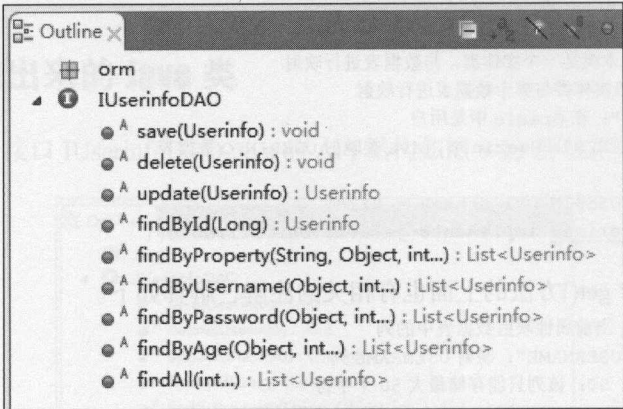 Outline
orm
IUserinfoDAO
save(Userinfo) : void
delete(Userinfo) : void
update(Userinfo) : Userinfo
findById(Long) : Userinfo
findByProperty(String, Object, int...) : List<Userinfo>
findByUsername(Object, int...) : List<Userinfo>
findByPassword(Object, int...) : List<Userinfo>
findByAge(Object, int...) : List<Userinfo>
findAll(int...) : List<Userinfo>